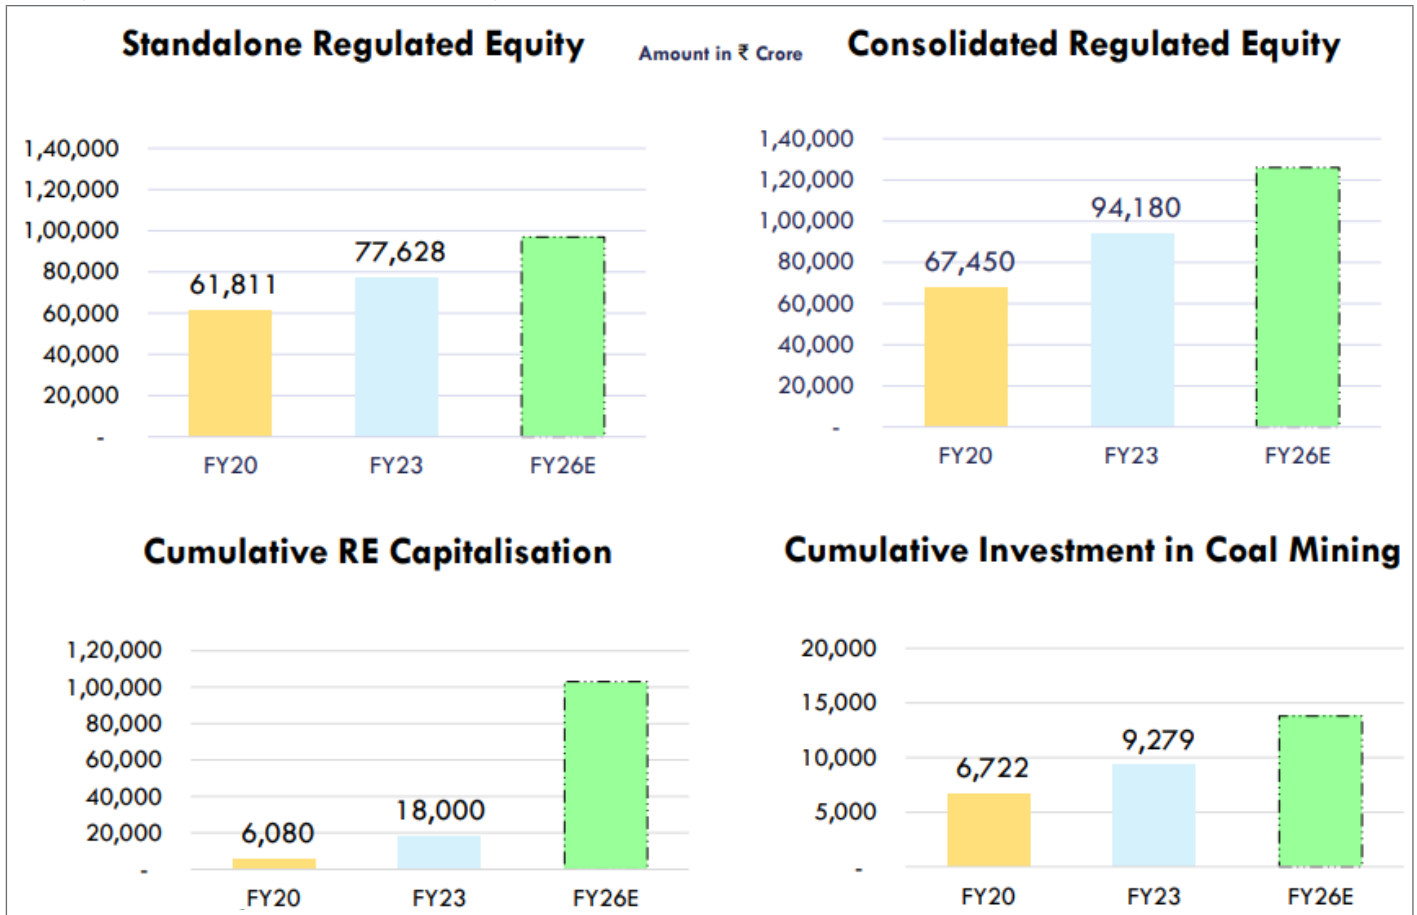 Standalone Regulated Equity
Amount in ₹ Crore
Consolidated Regulated Equity
1,40,000
1,20,000
1,00,000
80,000
60,000
40,000
20,000
-
61,811
77,628
FY20
FY23
FY26E
1,40,000
1,20,000
1,00,000
80,000
60,000
40,000
20,000
-
67,450
94,180
FY20
FY23
FY26E
Cumulative RE Capitalisation
1,20,000
1,00,000
80,000
60,000
40,000
20,000
-
6,080
18,000
FY20
FY23
FY26E
Cumulative Investment in Coal Mining
20,000
15,000
10,000
5,000
-
6,722
9,279
FY20
FY23
FY26E